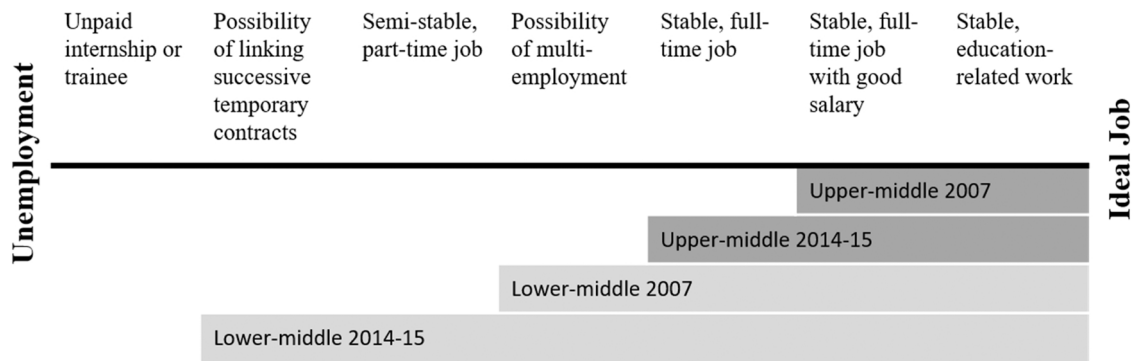 Unemployment
Unpaid
internship or
trainee
Possibility
of linking
successive
temporary
contracts
Semi-stable,
part-time job
Possibility
of multi-
employment
Stable, full-
time job
Stable, full-
time job
with good
salary
Stable,
education-
related work
Ideal Job
Upper-middle 2007
Upper-middle 2014-15
Lower-middle 2007
Lower-middle 2014-15